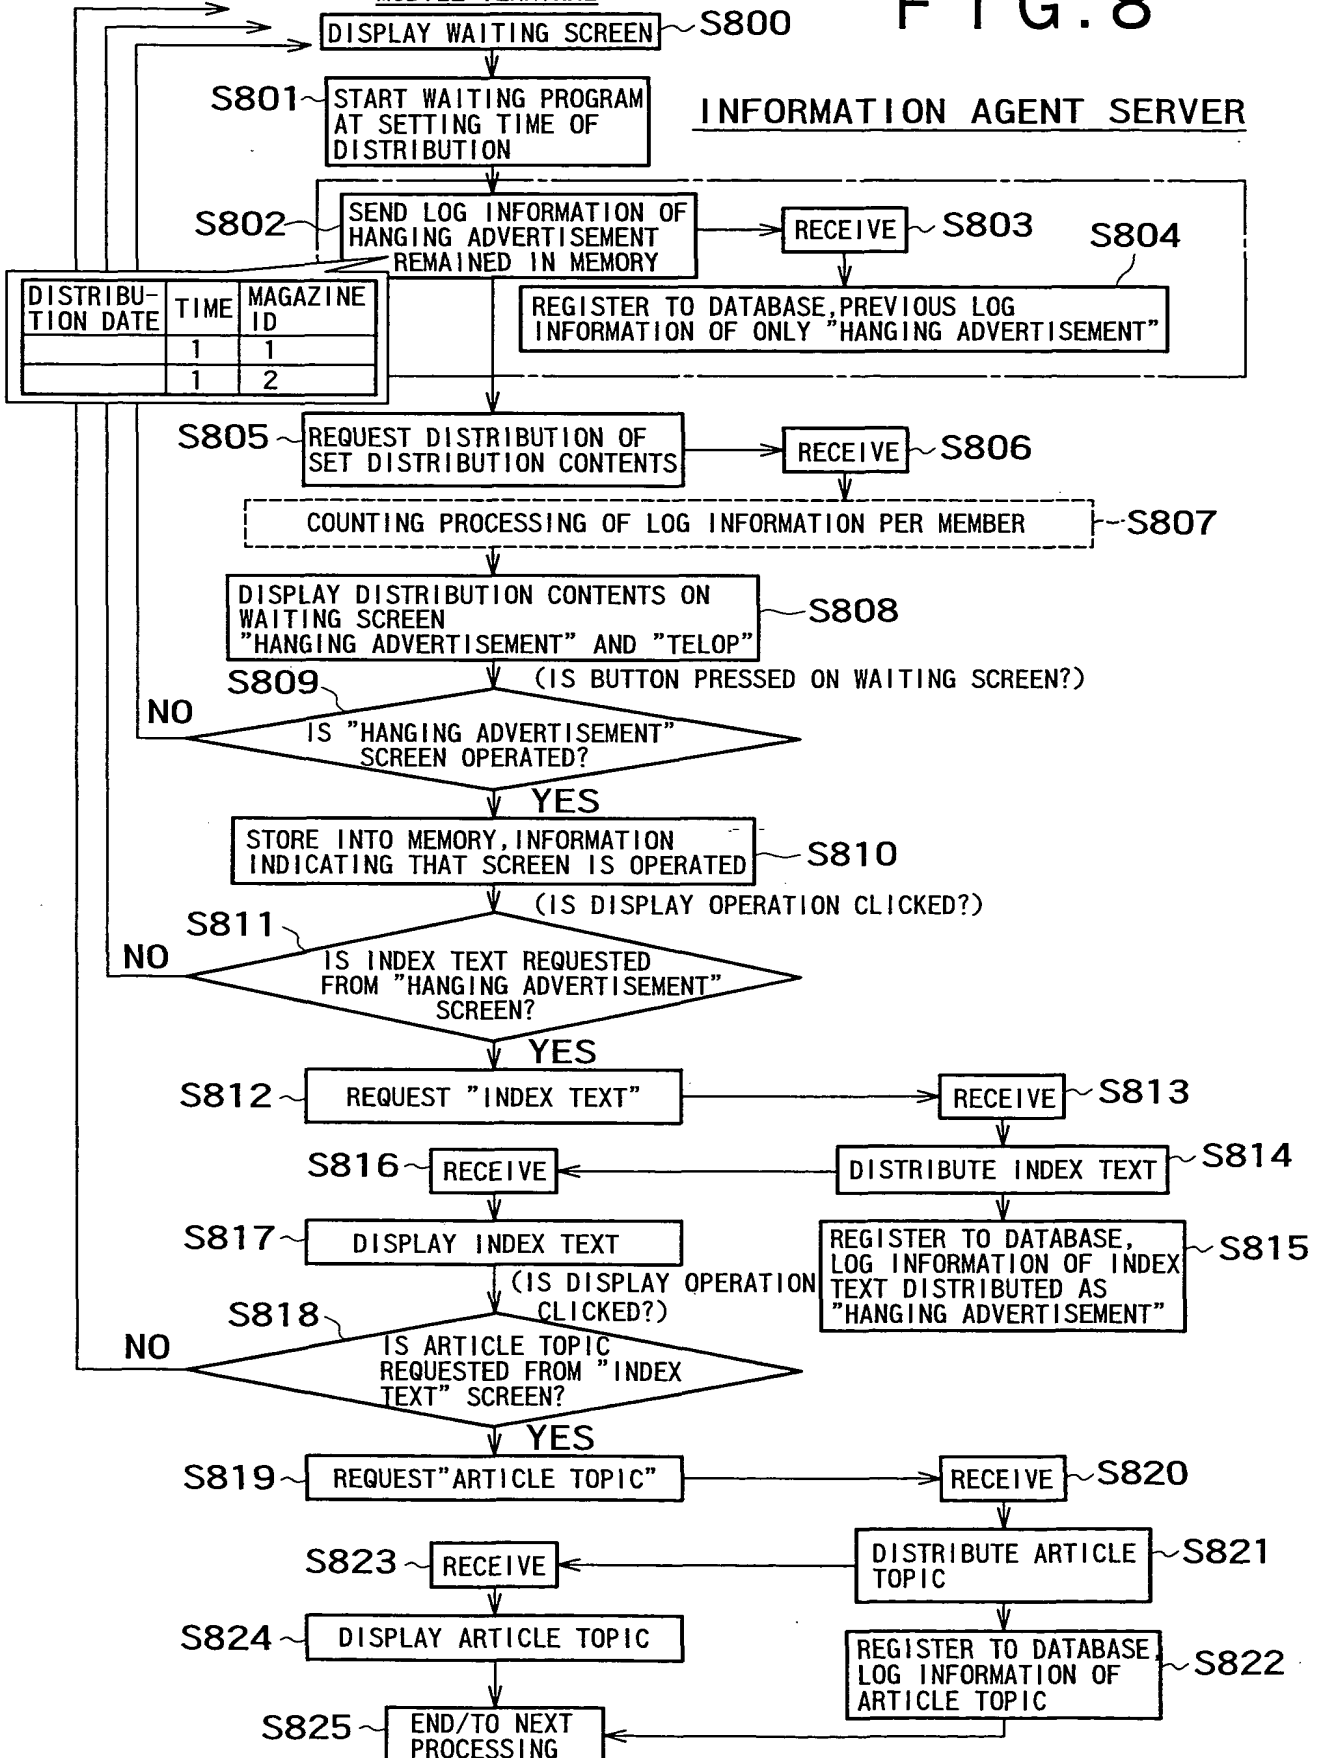 FIG.8
DISPLAY WAITING SCREEN
S800
INFORMATION AGENT SERVER
S801
START WAITING PROGRAM
AT SETTING TIME OF
DISTRIBUTION
S802
SEND LOG INFORMATION OF
HANGING ADVERTISEMENT
REMAINED IN MEMORY
RECEIVE
S803
S804
REGISTER TO DATABASE,PREVIOUS LOG
INFORMATION OF ONLY "HANGING ADVERTISEMENT"
DISTRIBU-
TION DATE
TIME
MAGAZINE
ID
1 1
1 2
S805
REQUEST DISTRIBUTION OF
SET DISTRIBUTION CONTENTS
RECEIVE
S806
COUNTING PROCESSING OF LOG INFORMATION PER MEMBER
S807
DISPLAY DISTRIBUTION CONTENTS ON
WAITING SCREEN
"HANGING ADVERTISEMENT" AND "TELOP"
S808
(IS BUTTON PRESSED ON WAITING SCREEN?)
S809
NO
IS "HANGING ADVERTISEMENT"
SCREEN OPERATED?
YES
STORE INTO MEMORY,INFORMATION
INDICATING THAT SCREEN IS OPERATED
S810
(IS DISPLAY OPERATION CLICKED?)
S811
NO
IS INDEX TEXT REQUESTED
FROM "HANGING ADVERTISEMENT"
SCREEN?
YES
S812
REQUEST "INDEX TEXT"
RECEIVE
S813
S816
RECEIVE
DISTRIBUTE INDEX TEXT
S814
S817
DISPLAY INDEX TEXT
REGISTER TO DATABASE,
LOG INFORMATION OF INDEX
TEXT DISTRIBUTED AS
"HANGING ADVERTISEMENT"
S815
(IS DISPLAY OPERATION
CLICKED?)
S818
NO
IS ARTICLE TOPIC
REQUESTED FROM "INDEX
TEXT" SCREEN?
YES
S819
REQUEST"ARTICLE TOPIC"
RECEIVE
S820
S823
RECEIVE
DISTRIBUTE ARTICLE
TOPIC
S821
S824
DISPLAY ARTICLE TOPIC
REGISTER TO DATABASE,
LOG INFORMATION OF
ARTICLE TOPIC
S822
S825
END/TO NEXT
PROCESSING